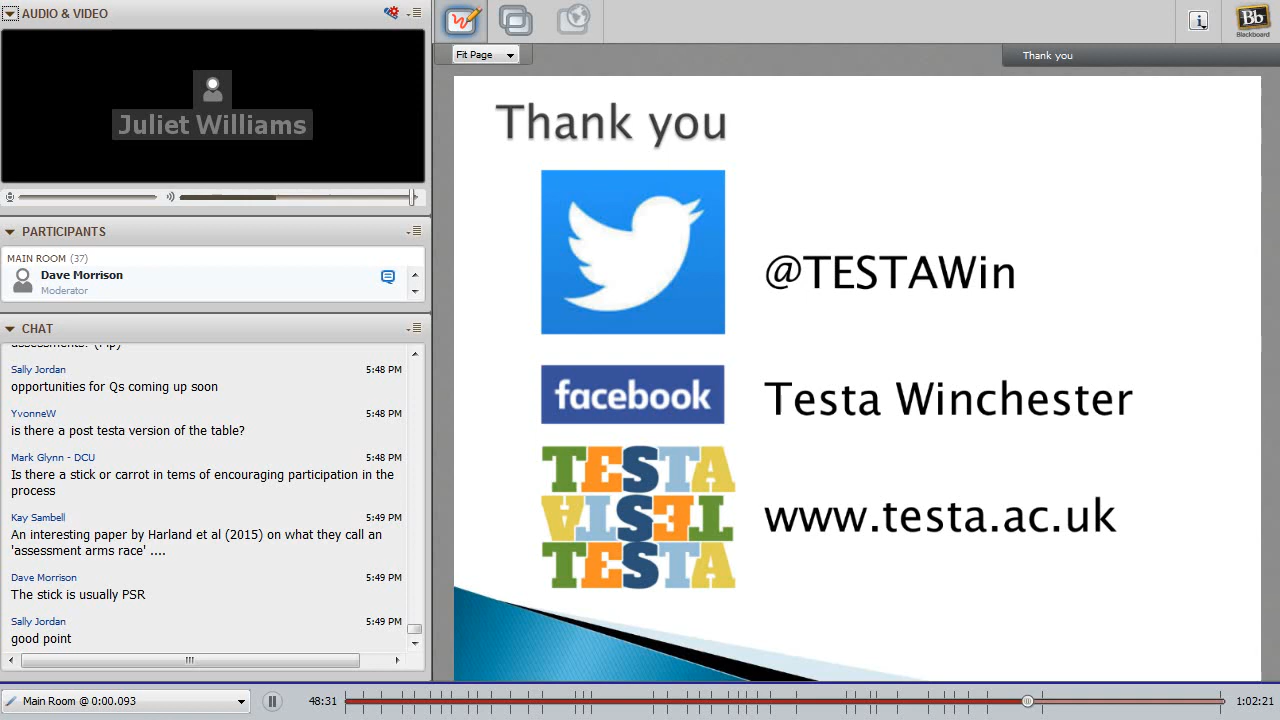 AUDIO & VIDEO
Juliet Williams
PARTICIPANTS
MAIN ROOM (37)
Dave Morrison
Moderator
CHAT
Sally Jordan 5:48 PM
opportunities for Qs coming up soon
YvonneW 5:48 PM
is there a post testa version of the table?
Mark Glynn - DCU 5:48 PM
Is there a stick or carrot in tems of encouraging participation in the
process
Kay Sambell 5:49 PM
. Interesting paper by Harland et al (2015) on what they call an
'assessment arms race' ....
Dave Morrison 5:49 PM
The stick is usually PSR
Sally Jordan 5:49 PM
good point
Main Room @ 0:00.093
Fit Page
Thank you
Bb
Blackboard
Thank you
@TESTAWin
facebook
Testa Winchester
TESTA
TESTA
TESTA
www.testa.ac.uk
48:31
1:02:21